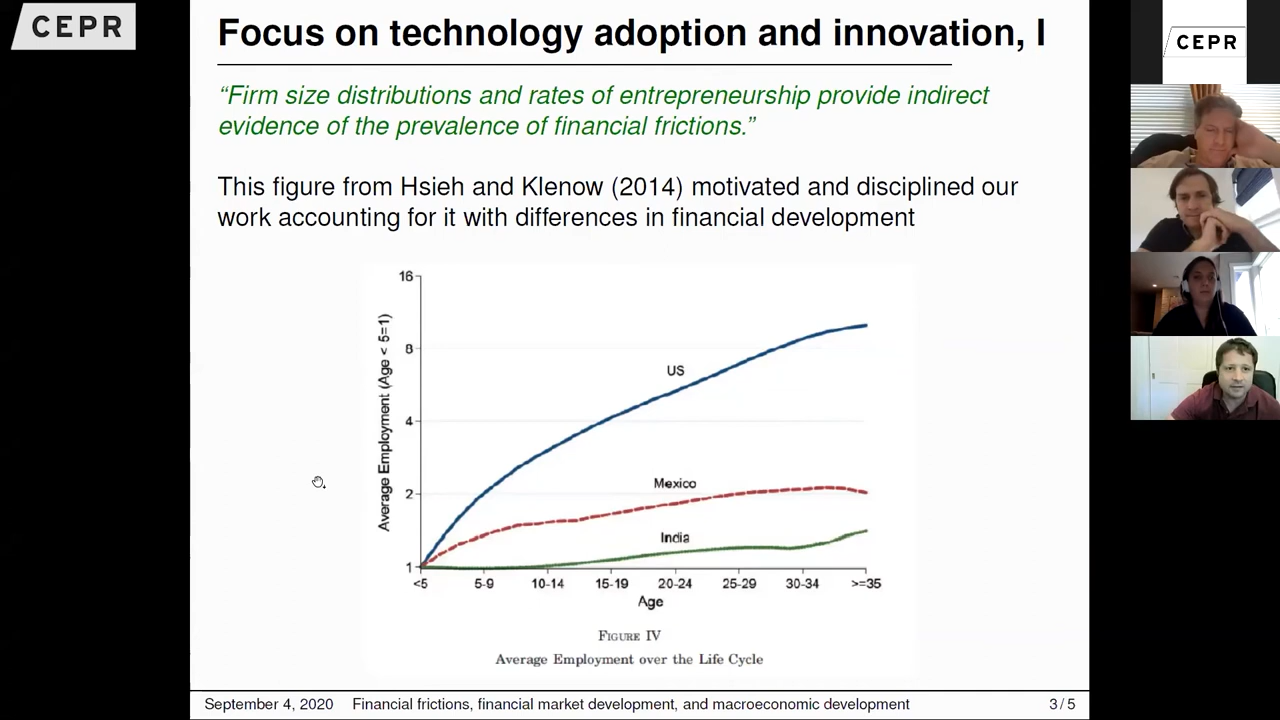 CEPR
Focus on technology adoption and innovation, I
CEPR
“Firm size distributions and rates of entrepreneurship provide indirect
evidence of the prevalence of financial frictions.”
This figure from Hsieh and Klenow (2014) motivated and disciplined our
work accounting for it with differences in financial development
16
8
4
2
1
Average Employment (Age < 5=1)
US
Mexico
India
<5 5-9 10-14 15-19 20-24 25-29 30-34 >=35
Age
FIGURE IV
Average Employment over the Life Cycle
September 4, 2020 Financial frictions, financial market development, and macroeconomic development 3 / 5